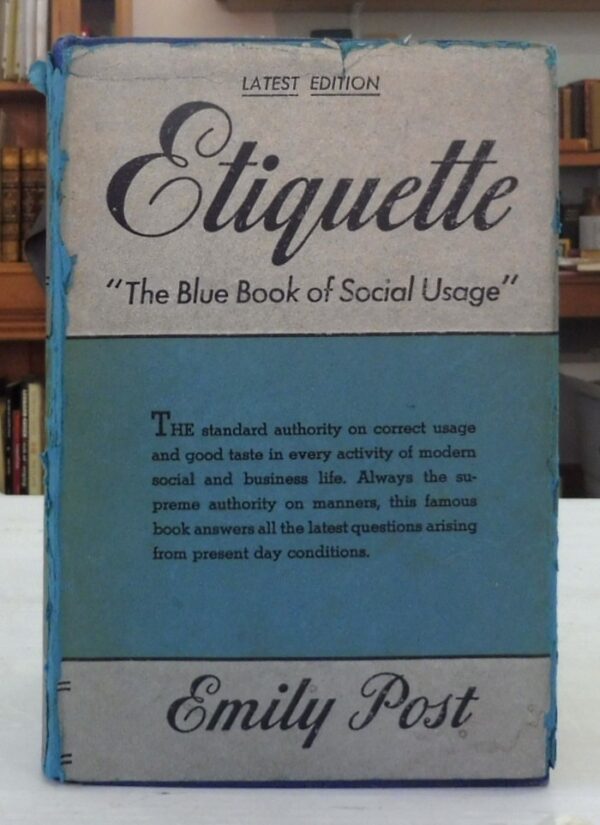 LATEST EDITION
Etiquette
"The Blue Book of Social Usage"
THE standard authority on correct usage
and good taste in every activity of modern
social and business life. Always the su-
preme authority on manners, this famous
book answers all the latest questions arising
from present day conditions.
Emily Post